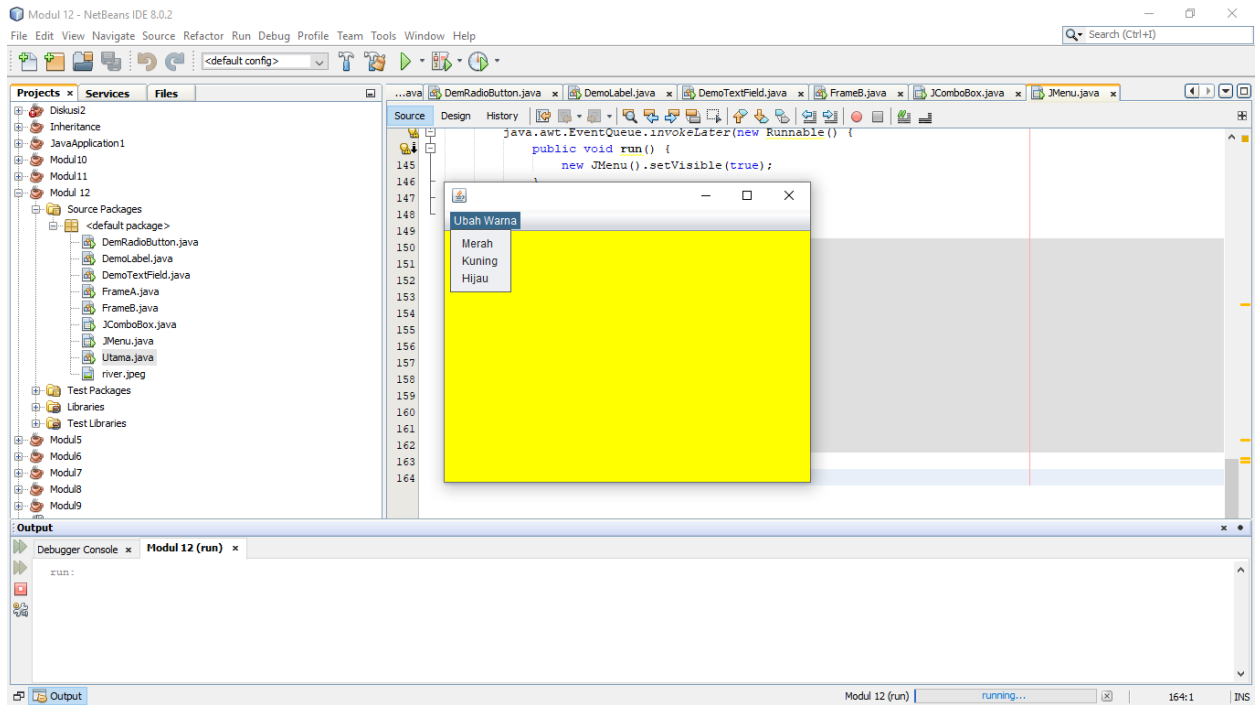 Modul 12 - NetBeans IDE 8.0.2
File Edit View Navigate Source Refactor Run Debug Profile Team Tools Window Help
Search (Ctrl+I)
<default config>
Projects x Services Files
...ava DemRadioButton.java x DemoLabel.java x DemoTextField.java x FrameB.java x JComboBox.java x JMenu.java x
Source Design History
Diskusi2
Inheritance
JavaApplication1
Modul10
Modul11
Modul 12
Source Packages
<default package>
DemRadioButton.java
DemoLabel.java
DemoTextField.java
FrameA.java
FrameB.java
JComboBox.java
JMenu.java
Utama.java
river.jpeg
Test Packages
Libraries
Test Libraries
Modul5
Modul6
Modul7
Modul8
Modul9
java.awt.EventQueue.invokeLater(new Runnable() {
public void run() {
145 new JMenu().setVisible(true);
146 }
147
148
149
150
151
152
153
154
155
156
157
158
159
160
161
162
163
164
Ubah Warna
Merah
Kuning
Hijau
Output
Debugger Console x Modul 12 (run) x
run:
Output
Modul 12 (run) running... 164:1 INS